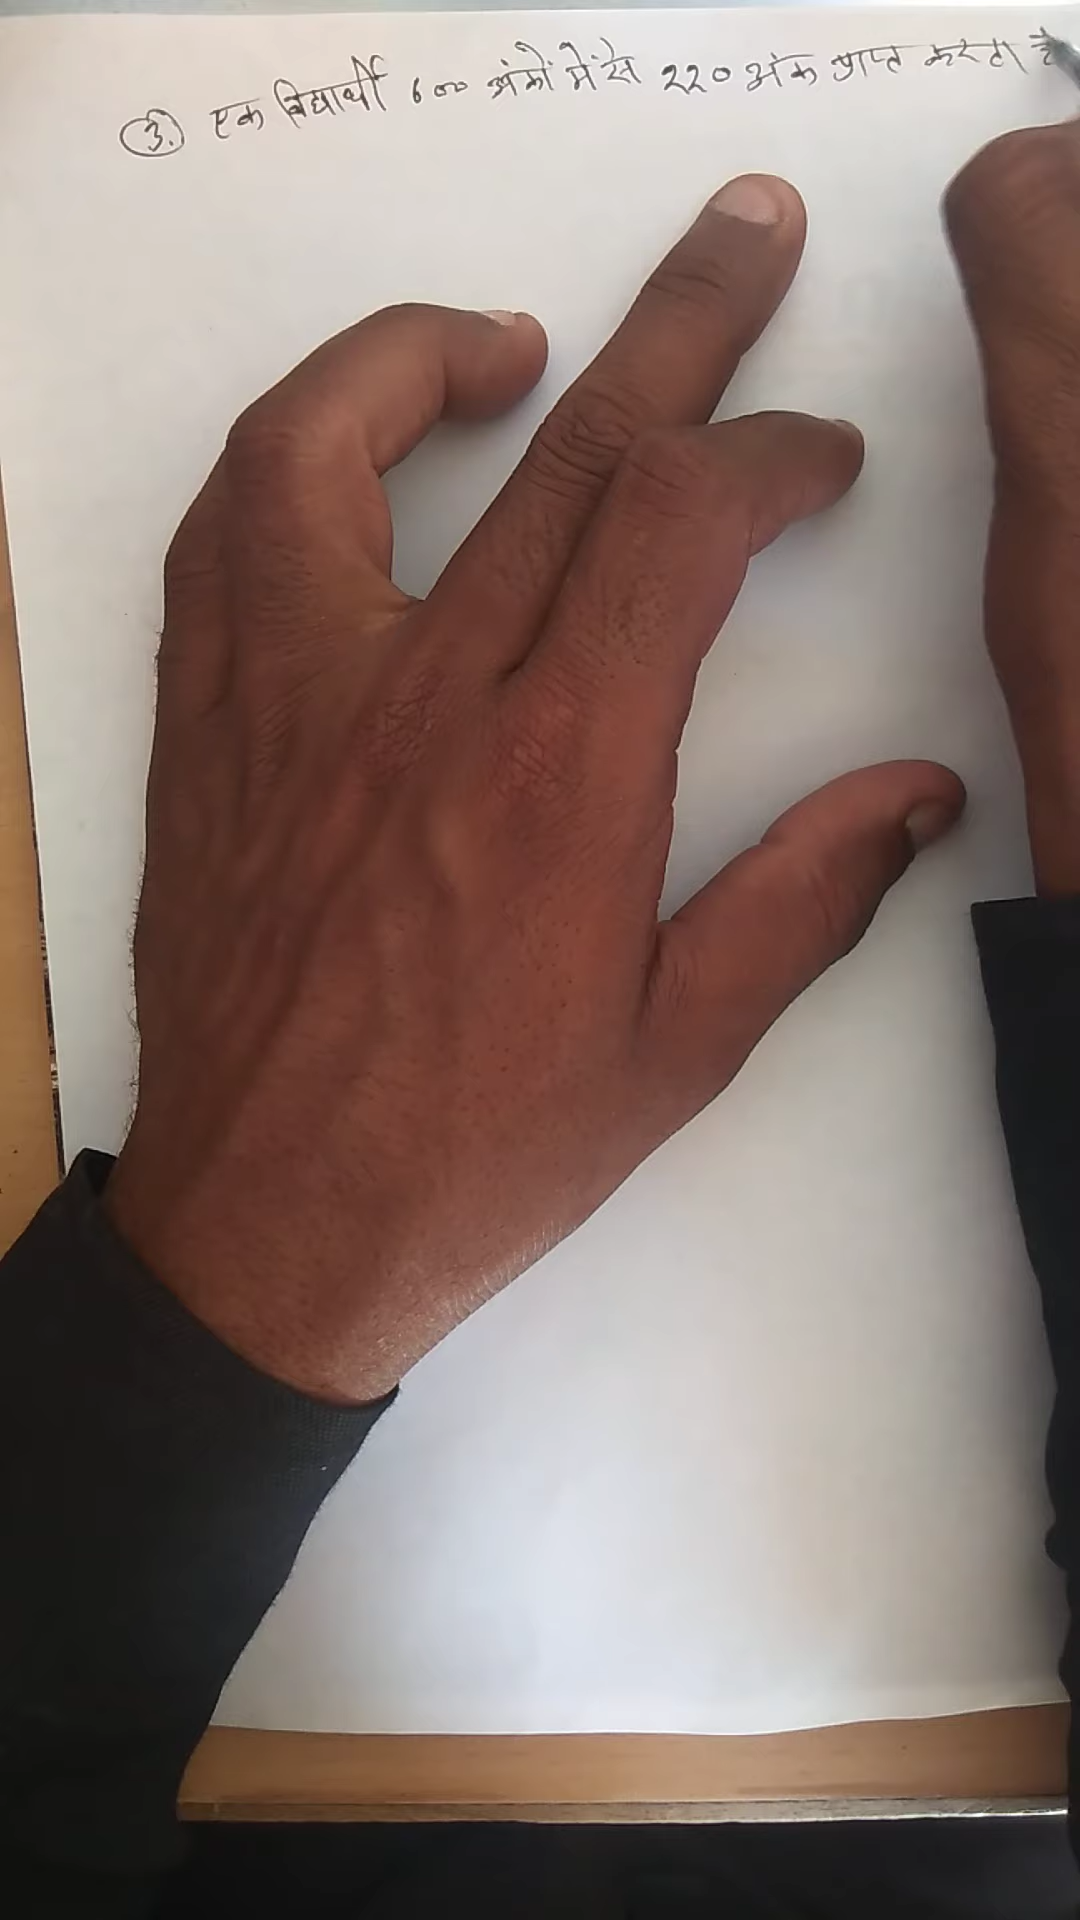 3. एक विद्यार्थी 600 अंकों में से 220 अंक प्राप्त करता है